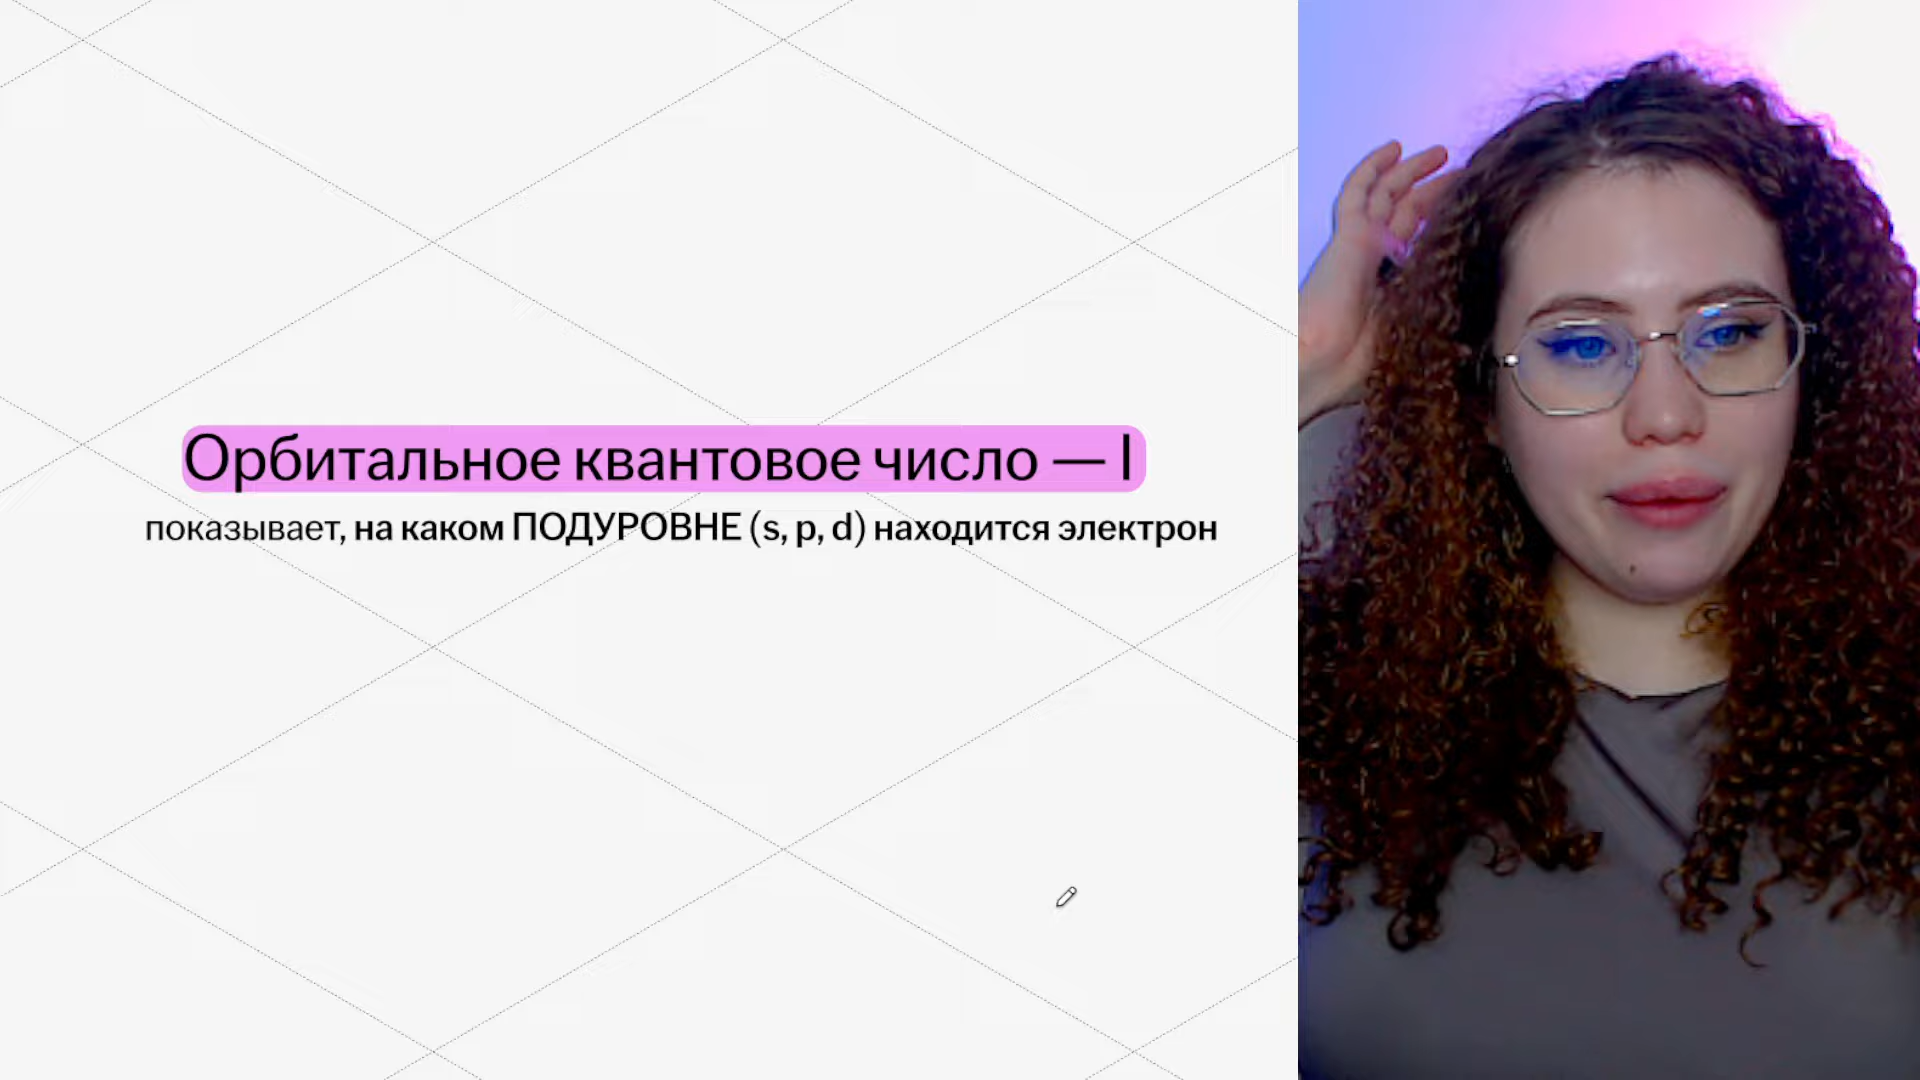 Орбитальное квантовое число — l
показывает, на каком ПОДУРОВНЕ (s, p, d) находится электрон